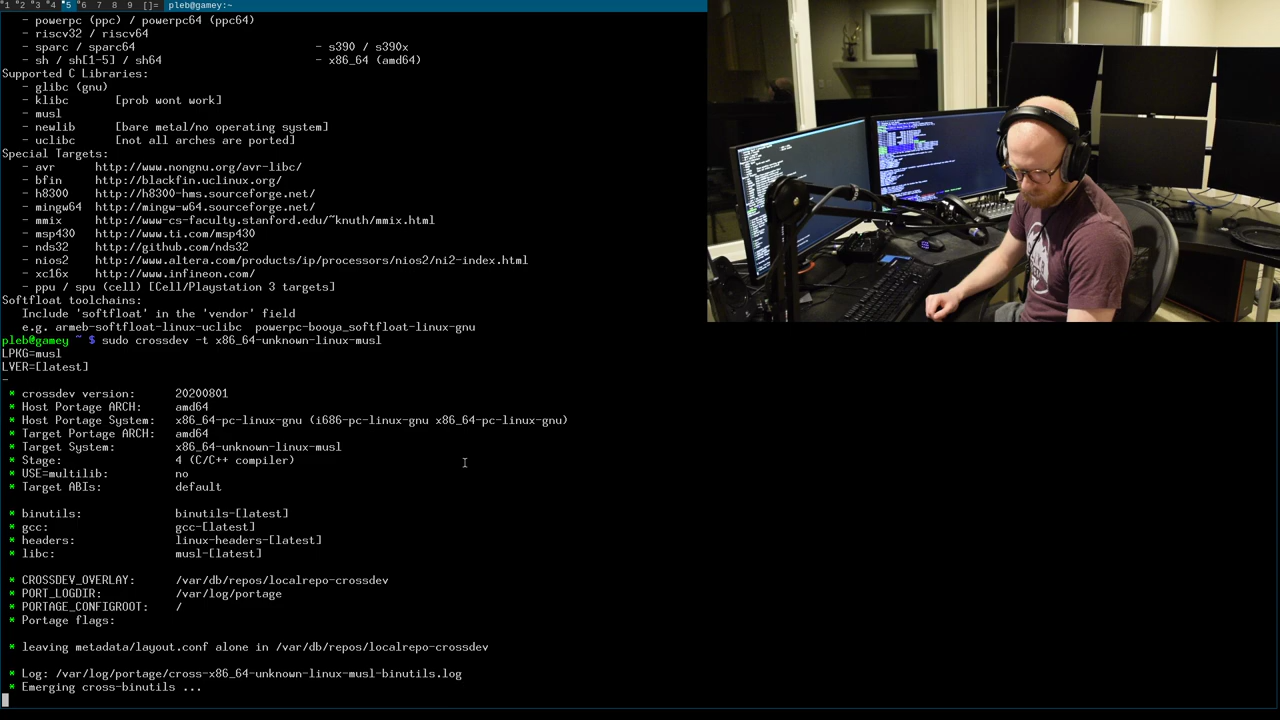 1 2 3 4 5 6 7 8 9 []= pleb@gamey:~
- powerpc (ppc) / powerpc64 (ppc64)
- riscv32 / riscv64
- sparc / sparc64 - s390 / s390x
- sh / sh[1-5] / sh64 - x86_64 (amd64)
Supported C Libraries:
- glibc (gnu)
- klibc [prob wont work]
- musl
- newlib [bare metal/no operating system]
- uclibc [not all arches are ported]
Special Targets:
- avr http://www.nongnu.org/avr-libc/
- bfin http://blackfin.uclinux.org/
- h8300 http://h8300-hms.sourceforge.net/
- mingw64 http://mingw-w64.sourceforge.net/
- mmix http://www-cs-faculty.stanford.edu/~knuth/mmix.html
- msp430 http://www.ti.com/msp430
- nds32 http://github.com/nds32
- nios2 http://www.altera.com/products/ip/processors/nios2/ni2-index.html
- xc16x http://www.infineon.com/
- ppu / spu (cell) [Cell/Playstation 3 targets]
Softfloat toolchains:
Include 'softfloat' in the 'vendor' field
e.g. armeb-softfloat-linux-uclibc powerpc-booya_softfloat-linux-gnu
pleb@gamey ~ $ sudo crossdev -t x86_64-unknown-linux-musl
LPKG=musl
LVER=[latest]
-
* crossdev version: 20200801
* Host Portage ARCH: amd64
* Host Portage System: x86_64-pc-linux-gnu (i686-pc-linux-gnu x86_64-pc-linux-gnu)
* Target Portage ARCH: amd64
* Target System: x86_64-unknown-linux-musl
* Stage: 4 (C/C++ compiler)
* USE=multilib: no
* Target ABIs: default
* binutils: binutils-[latest]
* gcc: gcc-[latest]
* headers: linux-headers-[latest]
* libc: musl-[latest]
* CROSSDEV_OVERLAY: /var/db/repos/localrepo-crossdev
* PORT_LOGDIR: /var/log/portage
* PORTAGE_CONFIGROOT: /
* Portage flags:
* leaving metadata/layout.conf alone in /var/db/repos/localrepo-crossdev
* Log: /var/log/portage/cross-x86_64-unknown-linux-musl-binutils.log
* Emerging cross-binutils ...